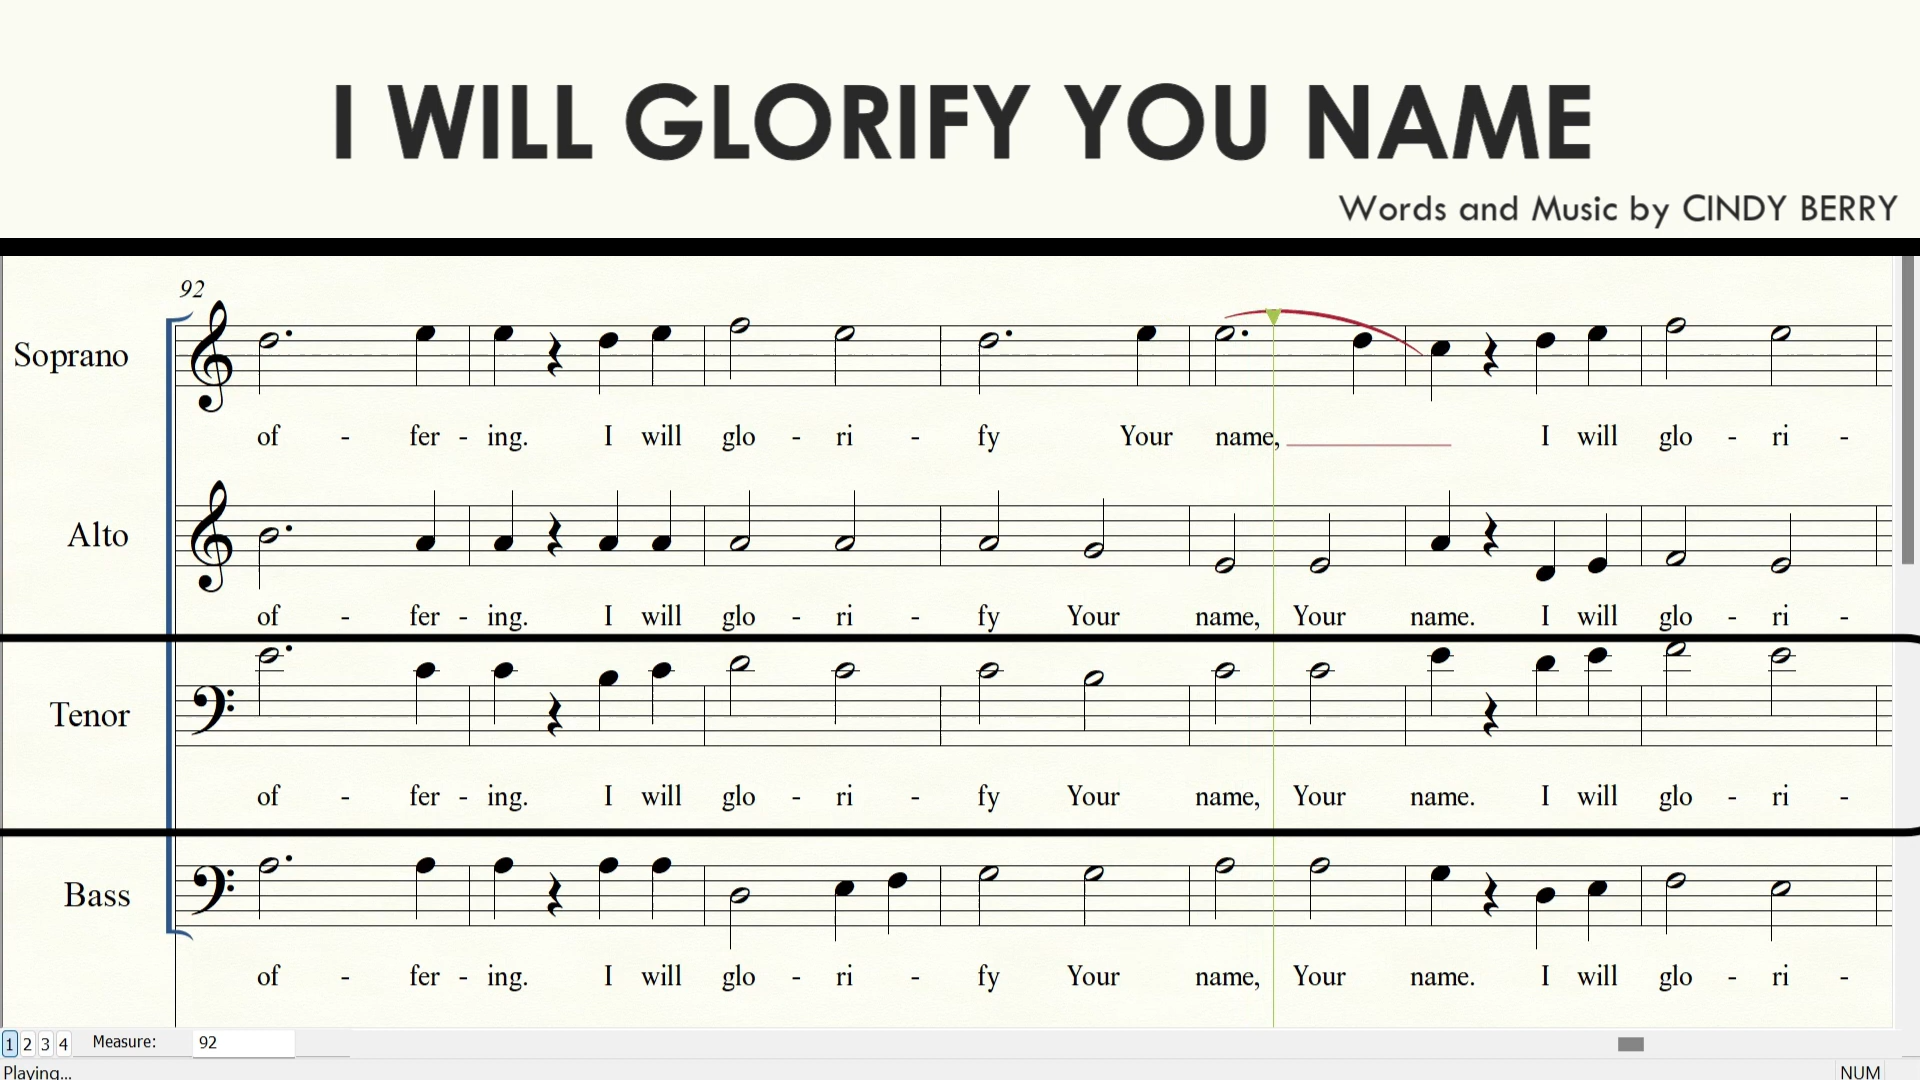 I WILL GLORIFY YOU NAME
Words and Music by CINDY BERRY
92
Soprano
of - fer - ing. I will glo - ri - fy Your name, I will glo - ri -
Alto
of - fer - ing. I will glo - ri - fy Your name, Your name. I will glo - ri -
Tenor
of - fer - ing. I will glo - ri - fy Your name, Your name. I will glo - ri -
Bass
of - fer - ing. I will glo - ri - fy Your name, Your name. I will glo - ri -
1 2 3 4 Measure: 92
Playing... NUM